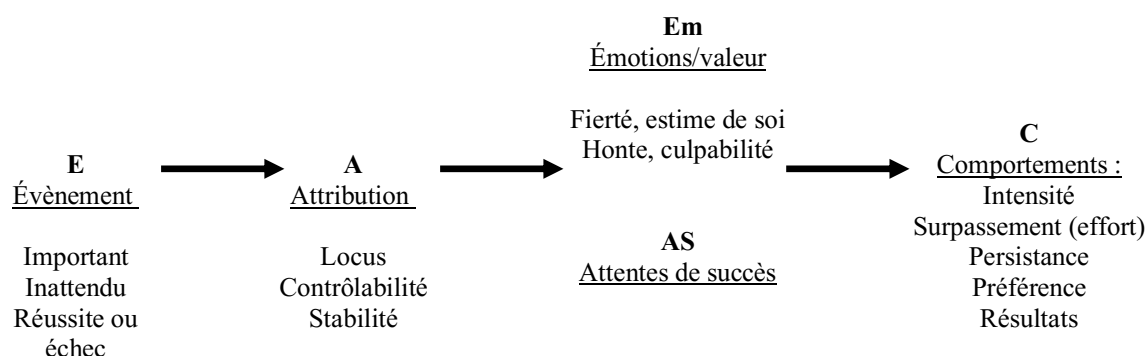 E
Évènement
Important
Inattendu
Réussite ou
échec
A
Attribution
Locus
Contrôlabilité
Stabilité
Em
Émotions/valeur
Fierté, estime de soi
Honte, culpabilité
AS
Attentes de succès
C
Comportements :
Intensité
Surpassement (effort)
Persistance
Préférence
Résultats